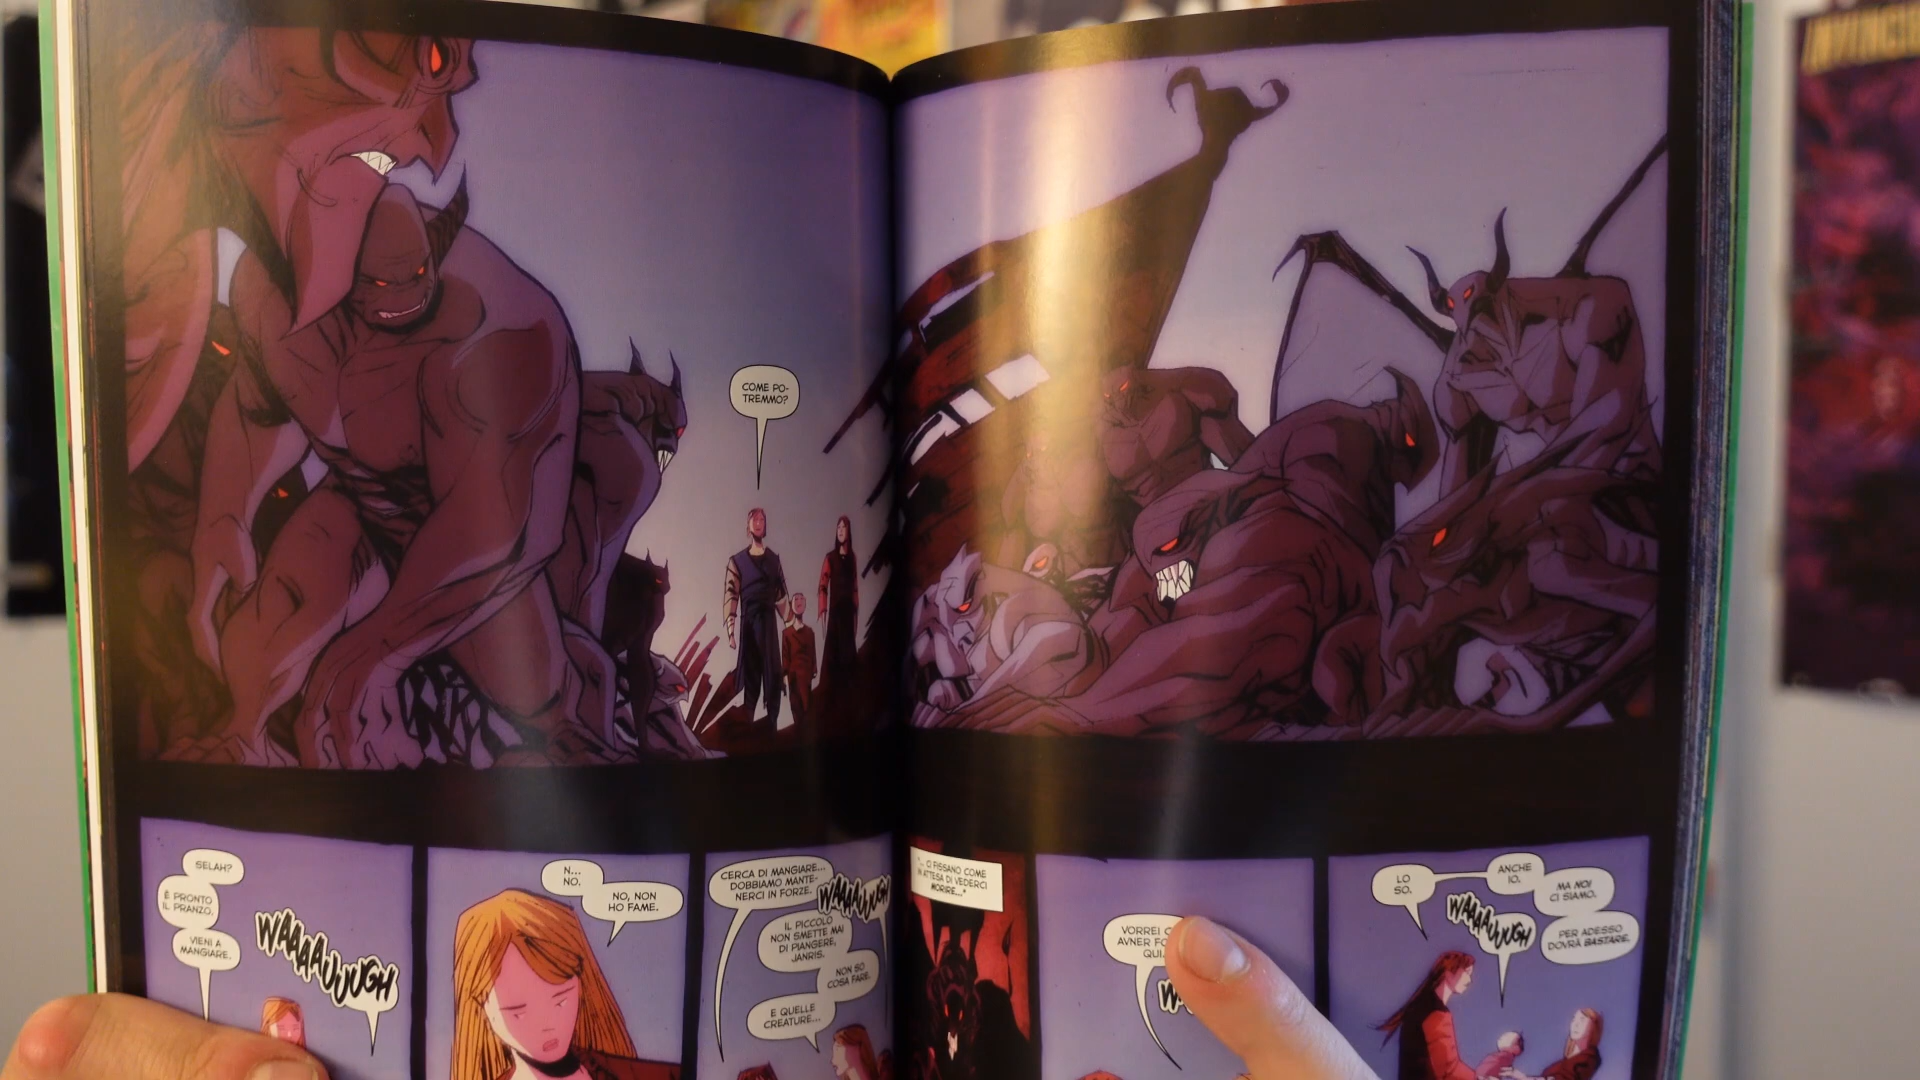 INVINC
COME PO-
TREMMO?
SELAH?
È PRONTO
IL PRANZO.
VIENI A
MANGIARE.
WAAAAUUUGH
N...
NO.
NO, NON
HO FAME.
CERCA DI MANGIARE...
DOBBIAMO MANTE-
NERCI IN FORZE.
WAAAAUUUGH
IL PICCOLO
NON SMETTE MAI
DI PIANGERE,
JANRIS.
NON SO
COSA FARE.
E QUELLE
CREATURE...
"... CI FISSANO COME
IN ATTESA DI VEDERCI
MORIRE..."
VORREI
AVNER
QUI.
LO
SO.
ANCHE
IO.
MA NOI
CI SIAMO.
WAAAAUUUGH
PER ADESSO
DOVRÀ BASTARE.